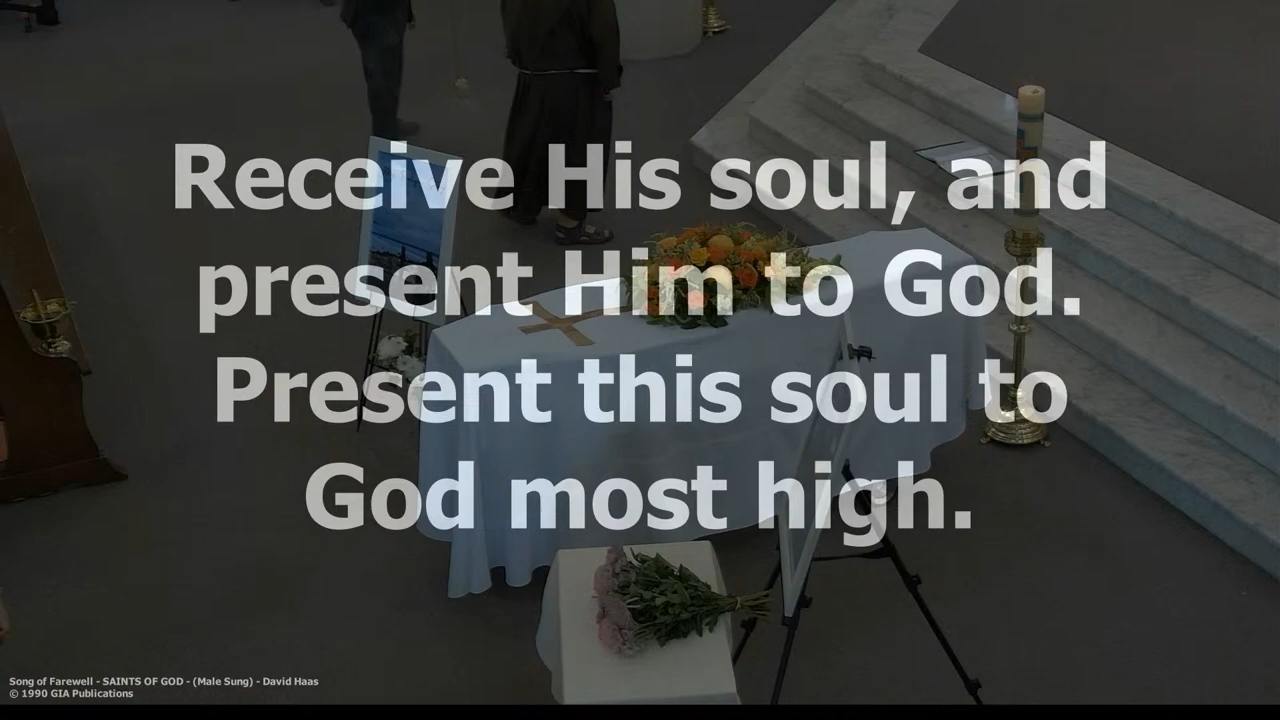 Receive His soul, and
present Him to God.
Present this soul to
God most high.
Song of Farewell - SAINTS OF GOD - (Male Sung) - David Haas
© 1990 GIA Publications